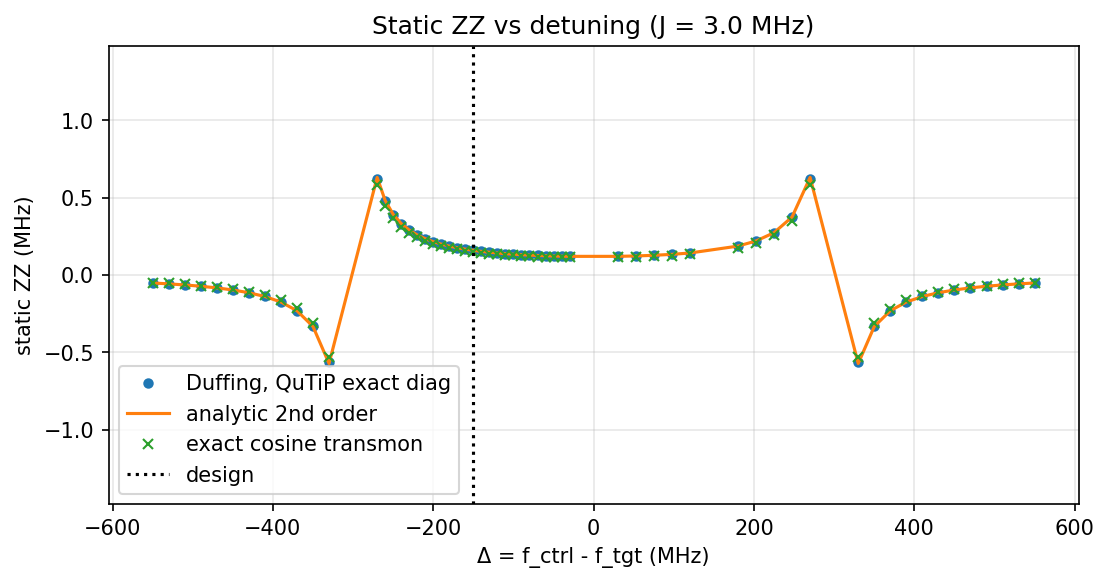 Static ZZ vs detuning (J = 3.0 MHz)
static ZZ (MHz)
1.0
0.5
0.0
−0.5
−1.0
Duffing, QuTiP exact diag
analytic 2nd order
exact cosine transmon
design
−600
−400
−200
0
200
400
600
Δ = f_ctrl - f_tgt (MHz)